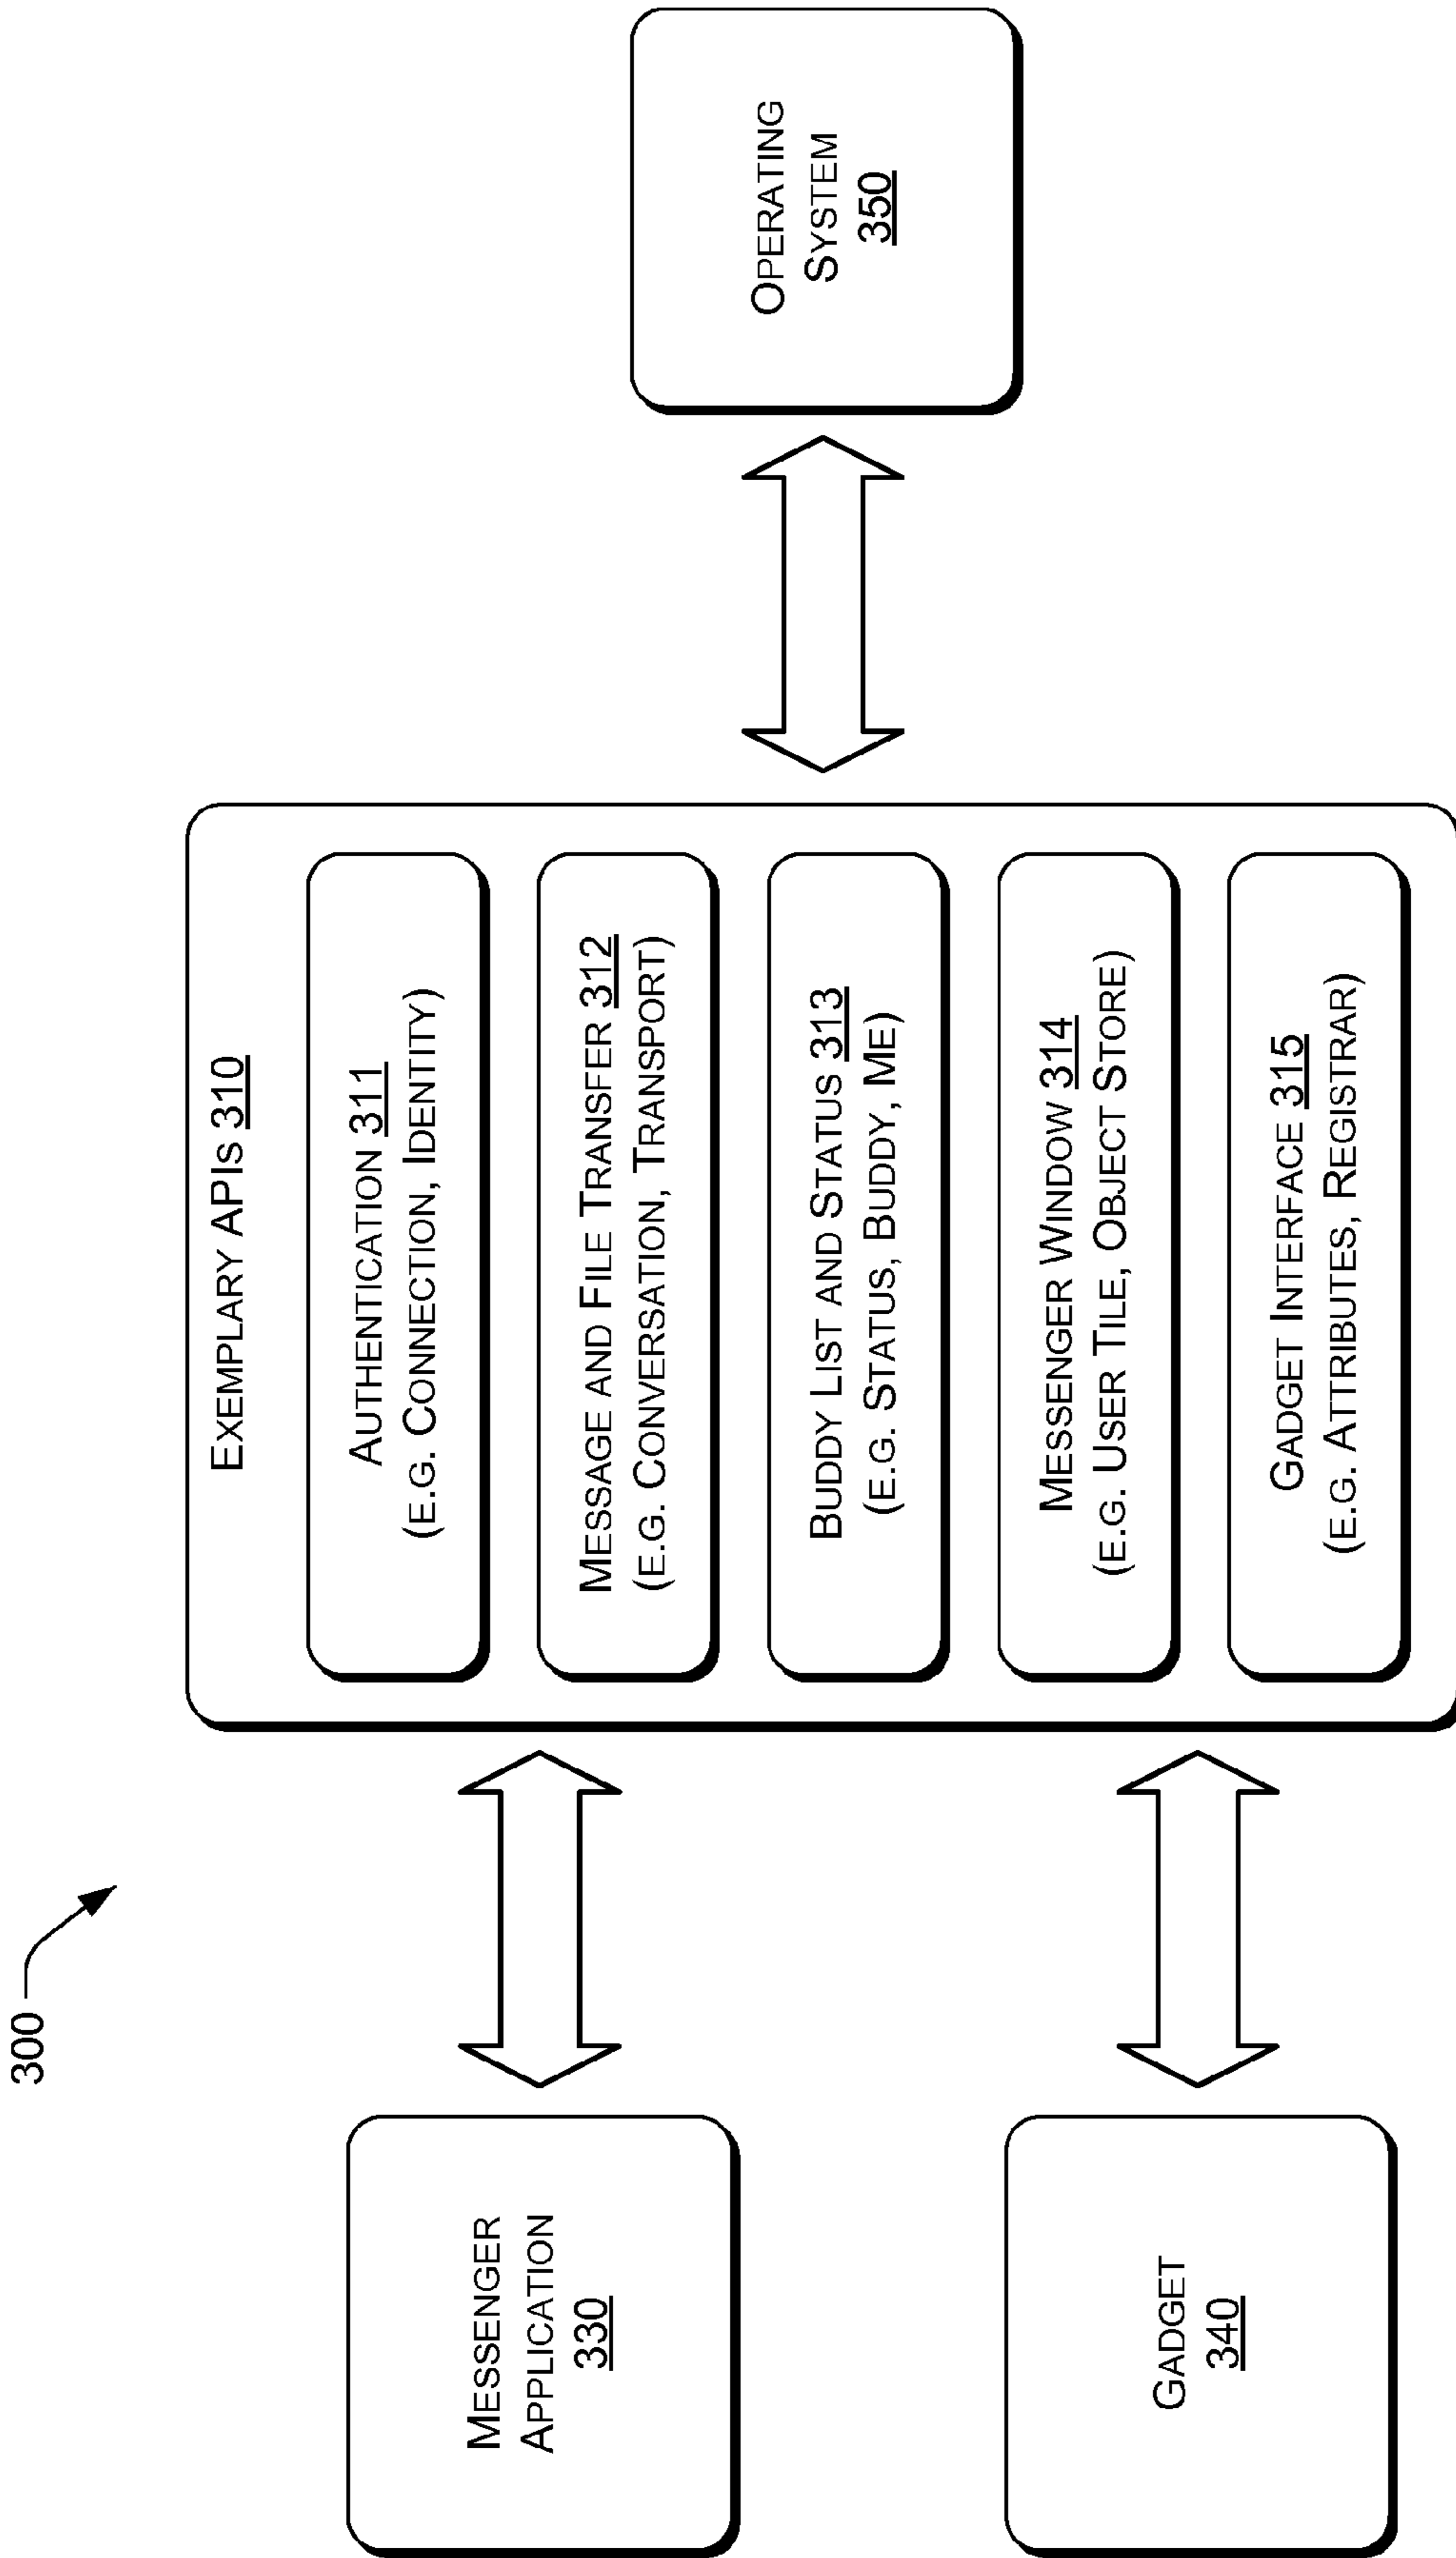 300
MESSENGER
APPLICATION
330
GADGET
340
EXEMPLARY APIs 310
AUTHENTICATION 311
(E.G. CONNECTION, IDENTITY)
MESSAGE AND FILE TRANSFER 312
(E.G. CONVERSATION, TRANSPORT)
BUDDY LIST AND STATUS 313
(E.G. STATUS, BUDDY, ME)
MESSENGER WINDOW 314
(E.G. USER TILE, OBJECT STORE)
GADGET INTERFACE 315
(E.G. ATTRIBUTES, REGISTRAR)
OPERATING
SYSTEM
350